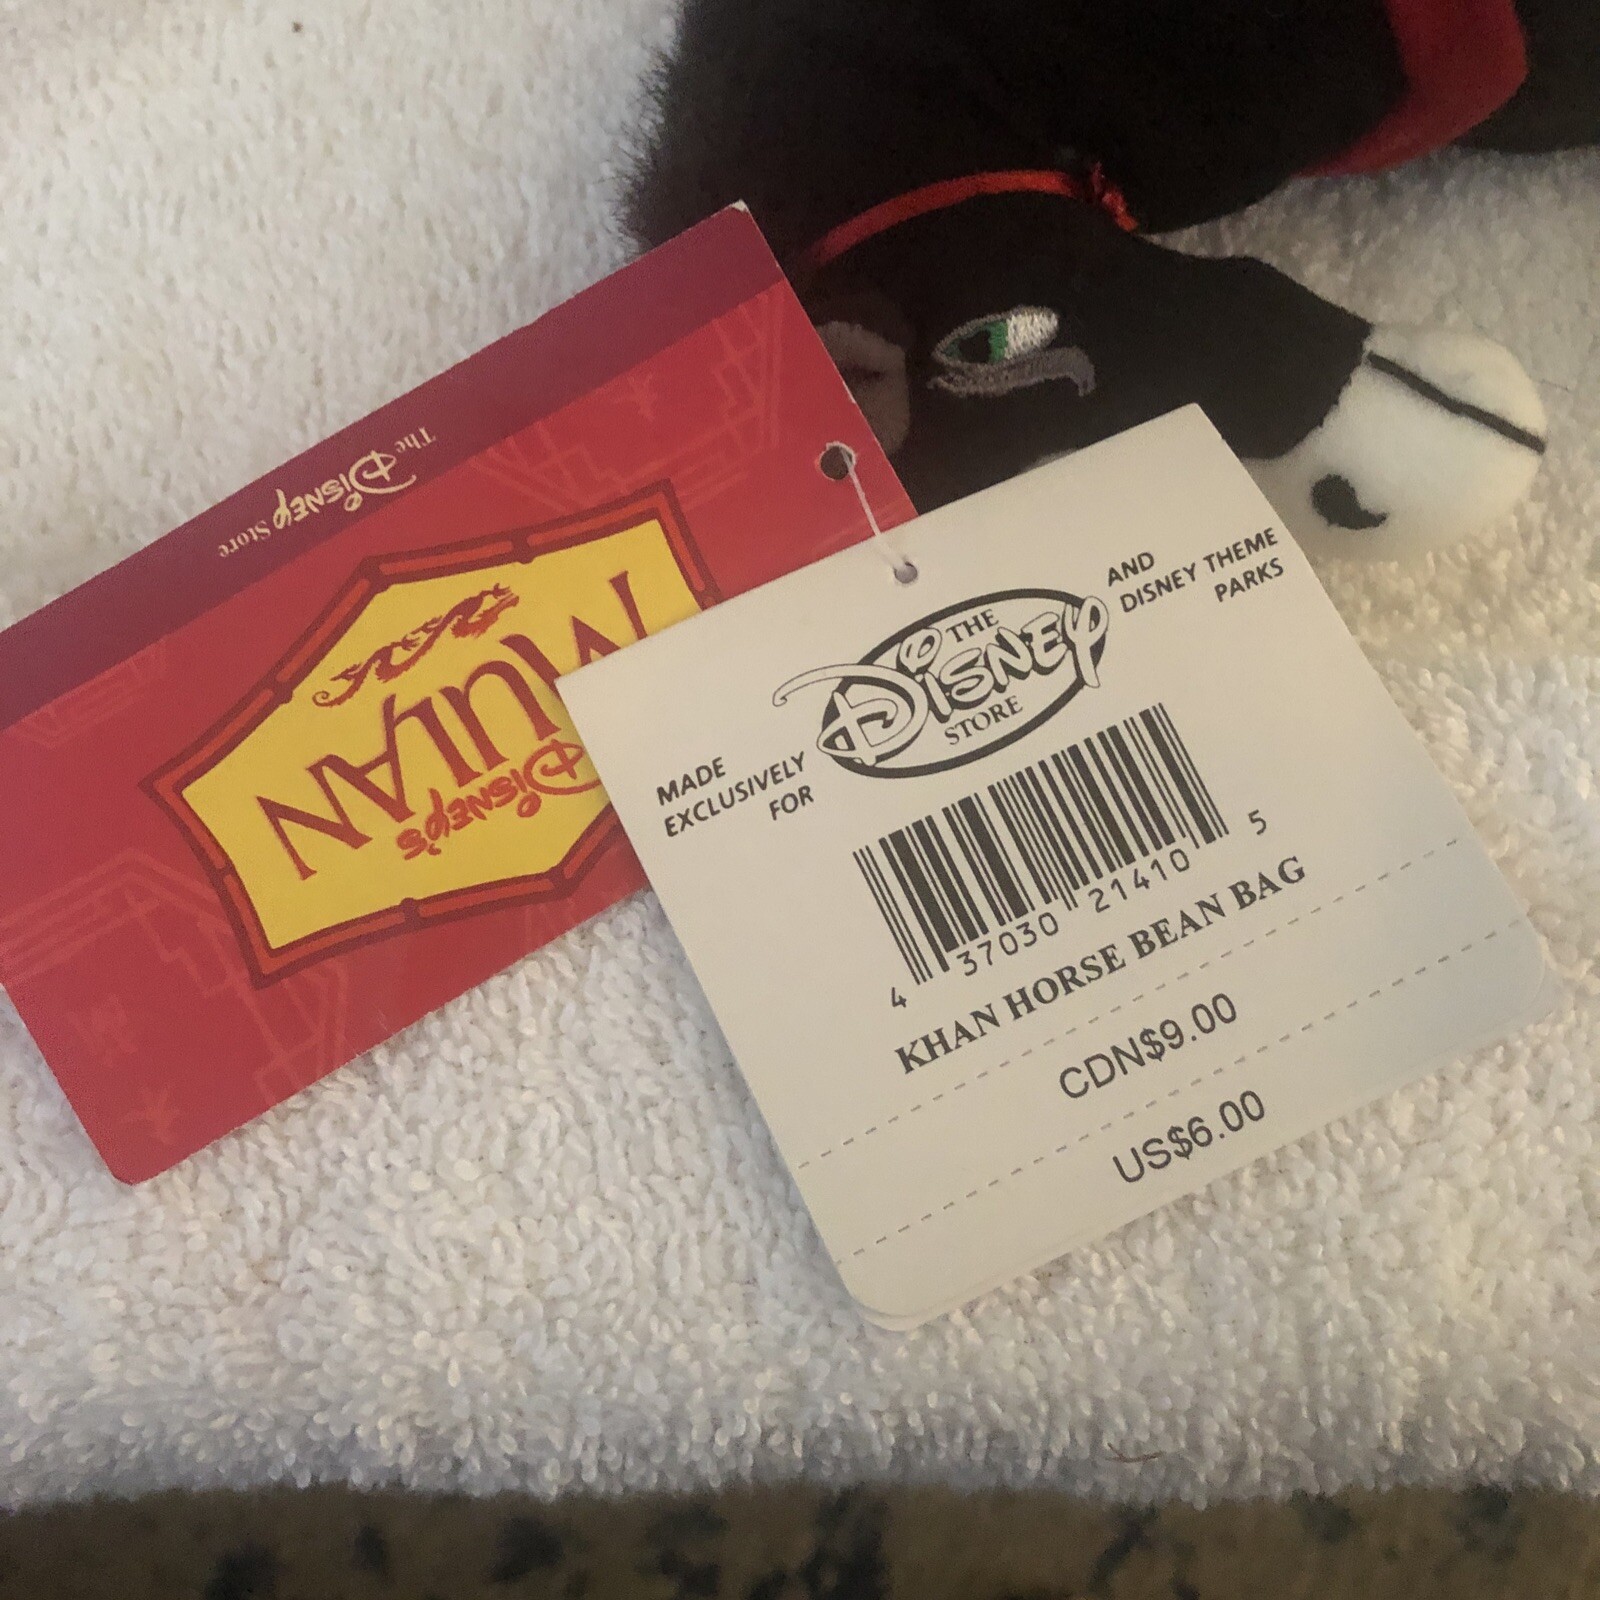 The Disney Store
MULAN
Disney's
MADE
EXCLUSIVELY
FOR
THE
Disney
STORE
AND
DISNEY THEME
PARKS
4 37030 21410 5
KHAN HORSE BEAN BAG
CDN$9.00
US$6.00